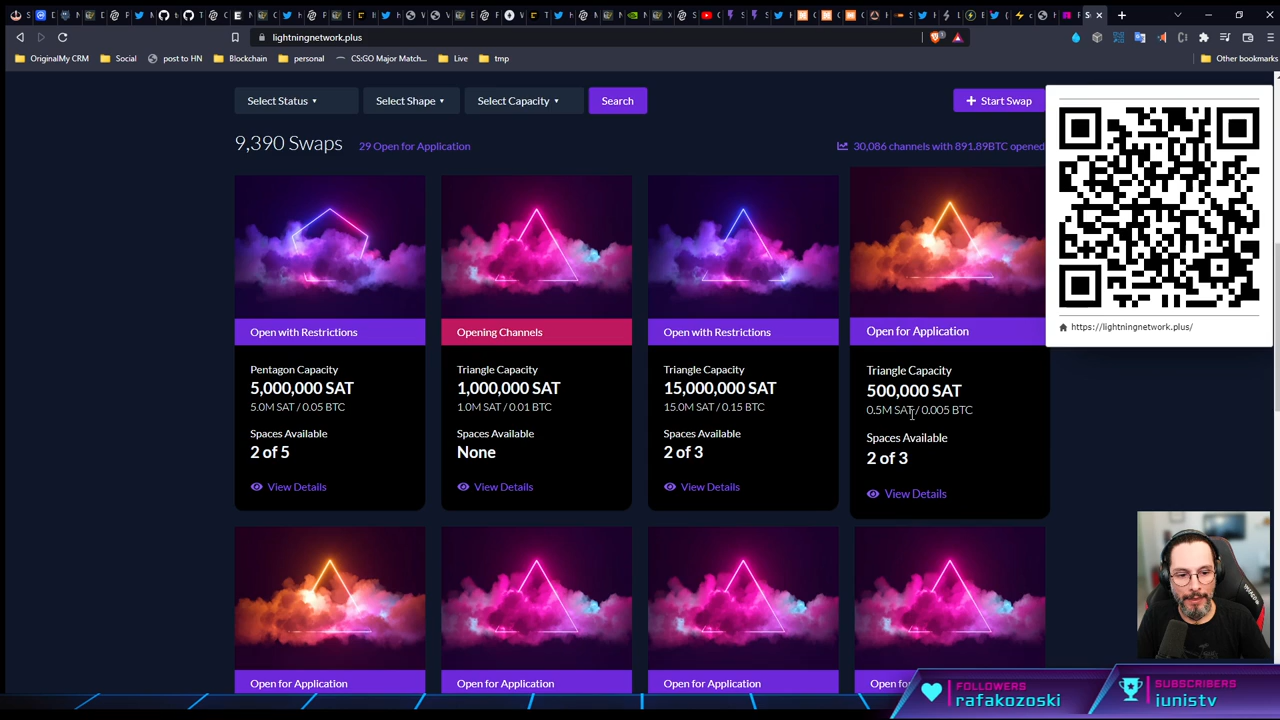 lightningnetwork.plus
OriginalMy CRM
Social
post to HN
Blockchain
personal
CS:GO Major Match...
Live
tmp
Other bookmarks
Select Status
Select Shape
Select Capacity
Search
+ Start Swap
9,390 Swaps
29 Open for Application
30,086 channels with 891.89BTC opened
https://lightningnetwork.plus/
Open with Restrictions
Pentagon Capacity
5,000,000 SAT
5.0M SAT / 0.05 BTC
Spaces Available
2 of 5
View Details
Opening Channels
Triangle Capacity
1,000,000 SAT
1.0M SAT / 0.01 BTC
Spaces Available
None
View Details
Open with Restrictions
Triangle Capacity
15,000,000 SAT
15.0M SAT / 0.15 BTC
Spaces Available
2 of 3
View Details
Open for Application
Triangle Capacity
500,000 SAT
0.5M SAT / 0.005 BTC
Spaces Available
2 of 3
View Details
Open for Application
Open for Application
Open for Application
FOLLOWERS
rafakozoski
SUBSCRIBERS
junistv